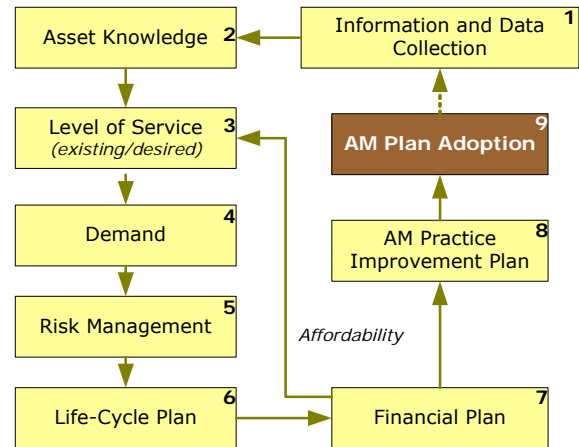 1
Information and Data
Collection
2
Asset Knowledge
3
Level of Service
(existing/desired)
4
Demand
5
Risk Management
6
Life-Cycle Plan
7
Financial Plan
Affordability
8
AM Practice
Improvement Plan
9
AM Plan Adoption